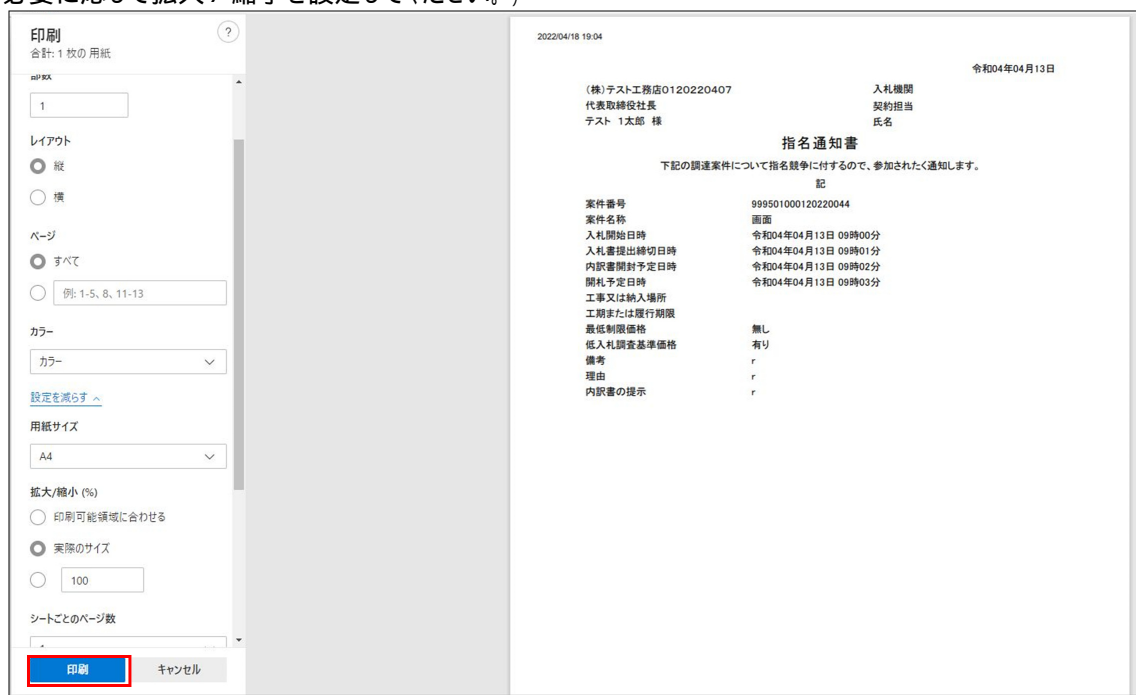 必要に応じて拡大／縮小を設定してください。)
印刷
?
合計: 1 枚の 用紙
部数
1
レイアウト
縦
横
ページ
すべて
例: 1-5、8、11-13
カラー
カラー
設定を減らす
用紙サイズ
A4
拡大/縮小 (%)
印刷可能領域に合わせる
実際のサイズ
100
シートごとのページ数
1
印刷 キャンセル
2022/04/18 19:04
令和04年04月13日
(株)テスト工務店0120220407 入札機関
代表取締役社長 契約担当
テスト 1太郎 様 氏名
指名通知書
下記の調達案件について指名競争に付するので、参加されたく通知します。
記
案件番号 999501000120220044
案件名称 画面
入札開始日時 令和04年04月13日 09時00分
入札書提出締切日時 令和04年04月13日 09時01分
内訳書開封予定日時 令和04年04月13日 09時02分
開札予定日時 令和04年04月13日 09時03分
工事又は納入場所
工期または履行期限
最低制限価格 無し
低入札調査基準価格 有り
備考 r
理由 r
内訳書の提示 r